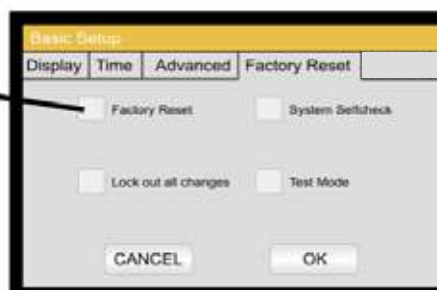 Basic Setup
Display Time Advanced Factory Reset
Factory Reset System Selfcheck
Lock out all changes Test Mode
CANCEL OK